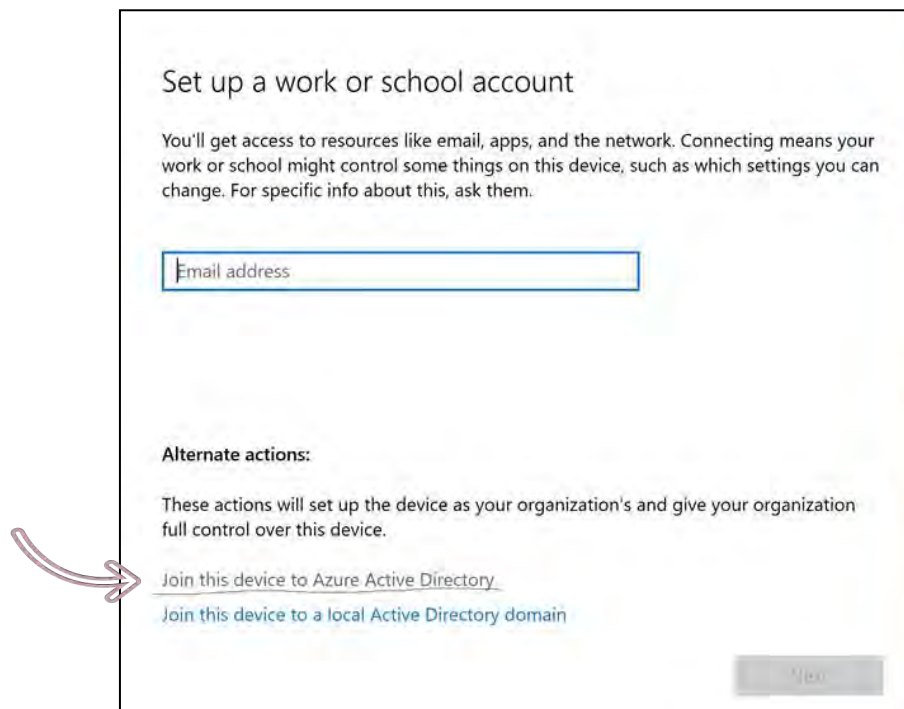 Set up a work or school account
You'll get access to resources like email, apps, and the network. Connecting means your
work or school might control some things on this device, such as which settings you can
change. For specific info about this, ask them.
Email address
Alternate actions:
These actions will set up the device as your organization's and give your organization
full control over this device.
Join this device to Azure Active Directory
Join this device to a local Active Directory domain
Next